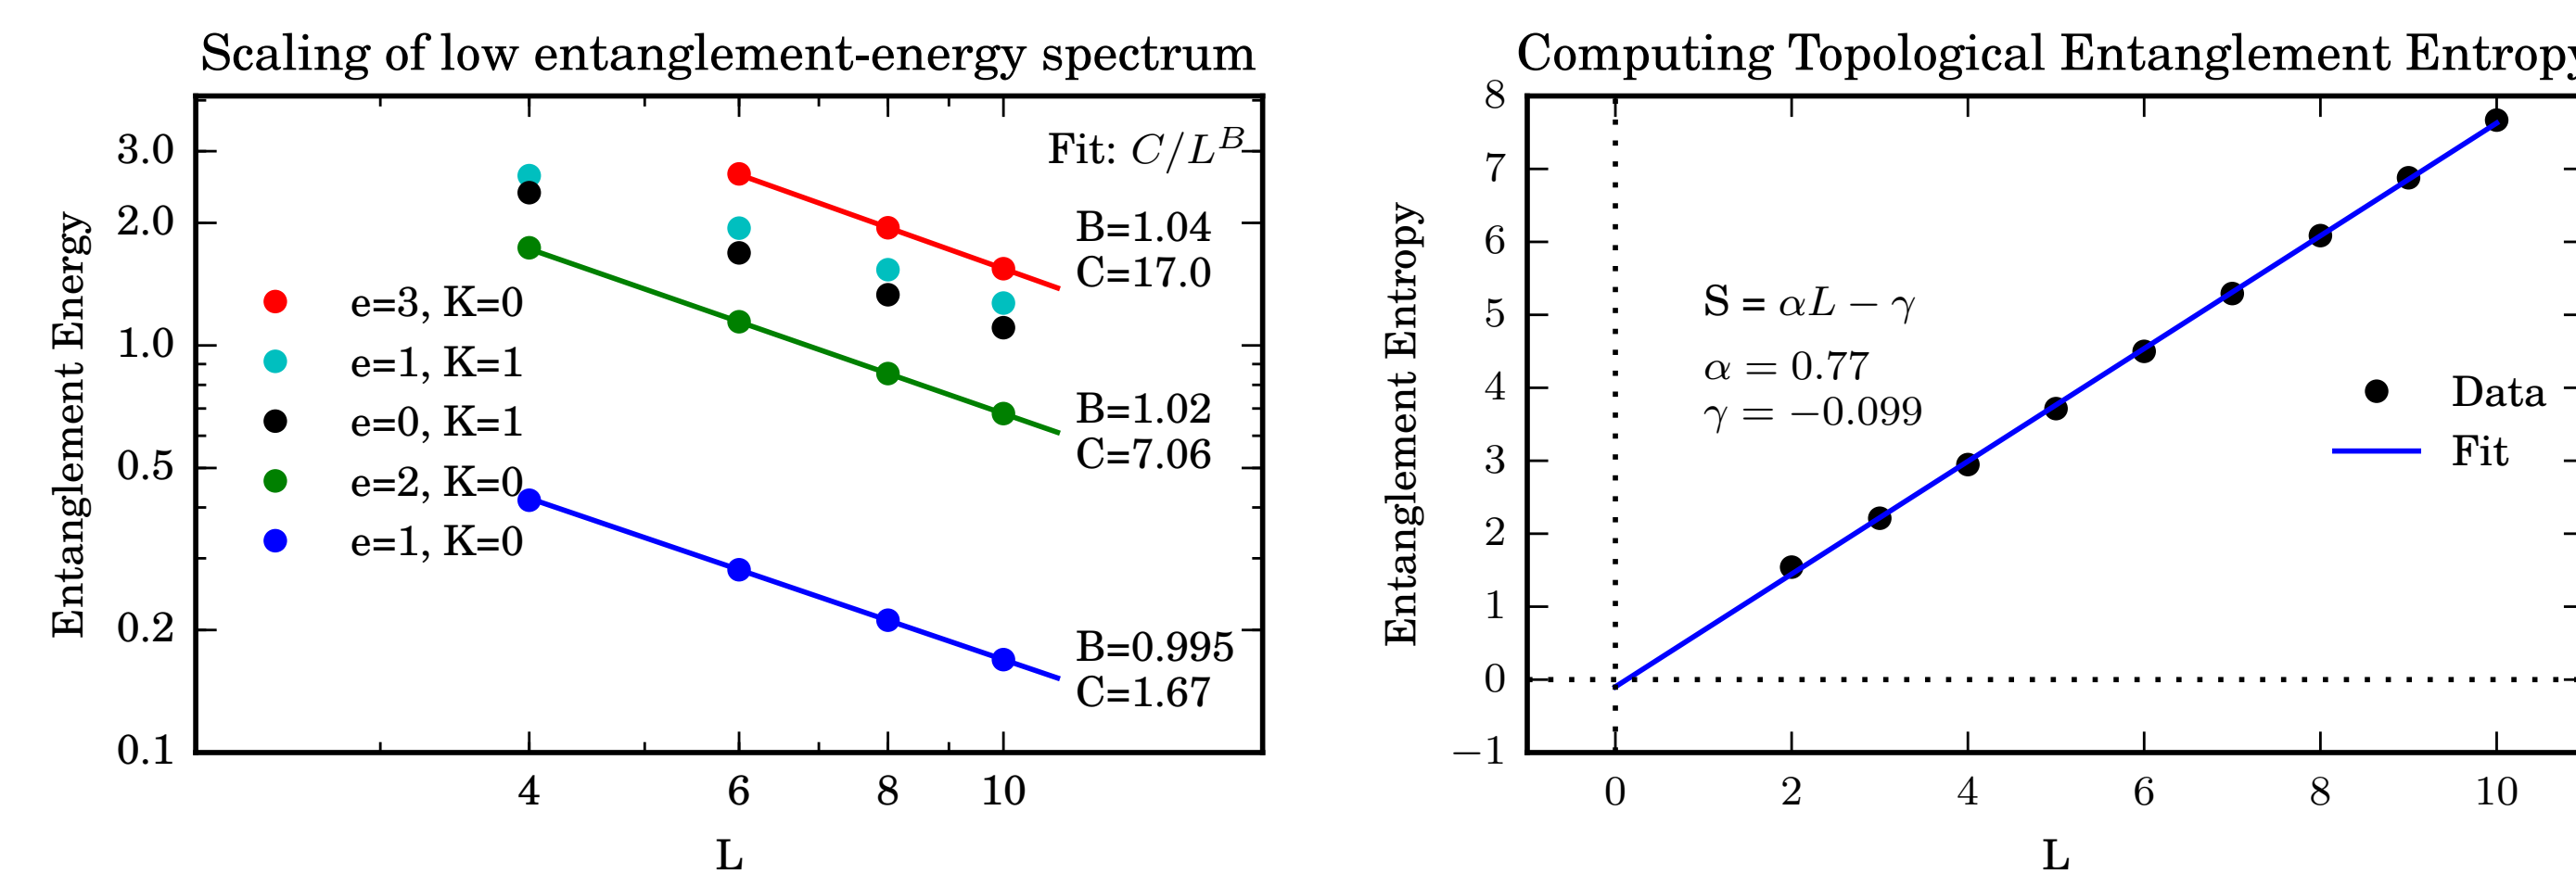 Scaling of low entanglement-energy spectrum
Entanglement Energy
3.0
2.0
1.0
0.5
0.2
0.1
4 6 8 10
L
Fit: C/L^B
B=1.04
C=17.0
B=1.02
C=7.06
B=0.995
C=1.67
e=3, K=0
e=1, K=1
e=0, K=1
e=2, K=0
e=1, K=0
Computing Topological Entanglement Entropy
Entanglement Entropy
8
7
6
5
4
3
2
1
0
−1
0 2 4 6 8 10
L
S = αL − γ
α = 0.77
γ = −0.099
Data
Fit